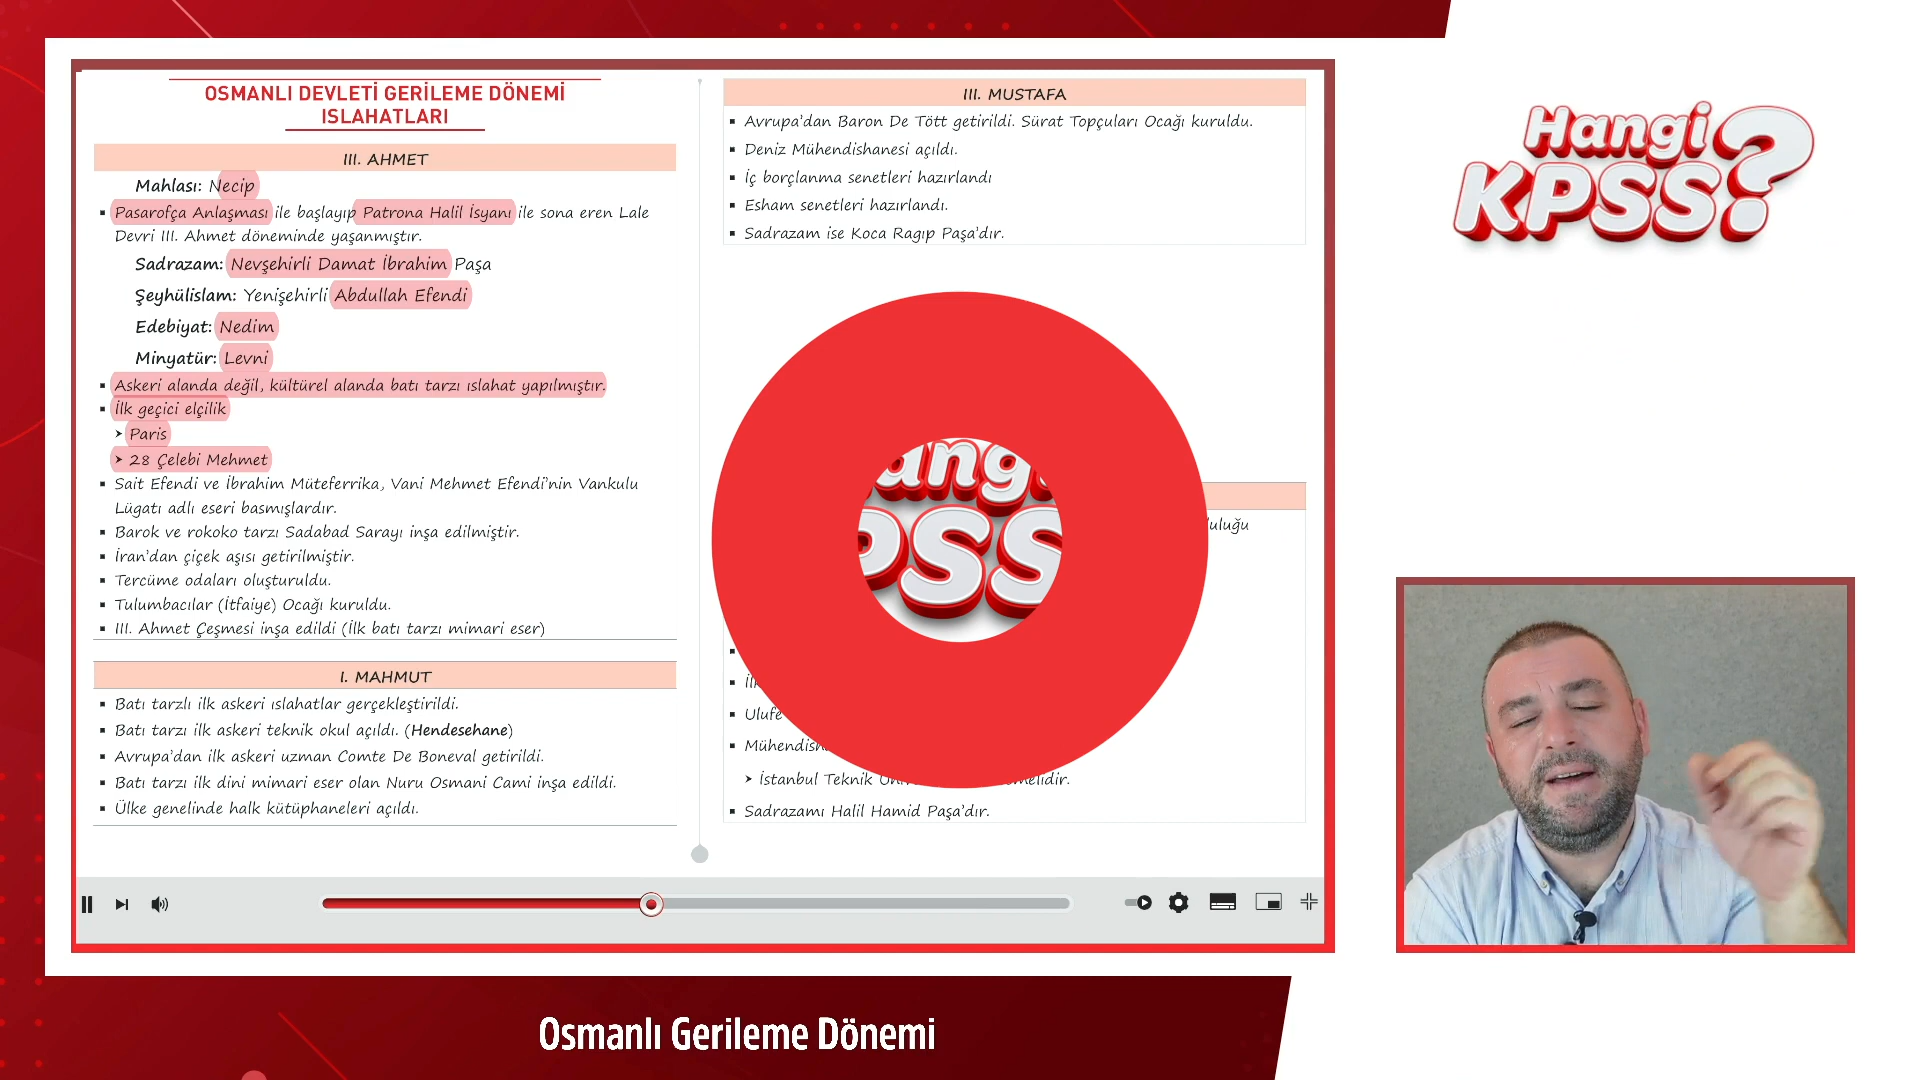 OSMANLI DEVLETİ GERİLEME DÖNEMİ
ISLAHATLARI
III. AHMET
Mahlası: Necip
▪ Pasarofça Anlaşması ile başlayıp Patrona Halil İsyanı ile sona eren Lale
Devri III. Ahmet döneminde yaşanmıştır.
Sadrazam: Nevşehirli Damat İbrahim Paşa
Şeyhülislam: Yenişehirli Abdullah Efendi
Edebiyat: Nedim
Minyatür: Levni
▪ Askeri alanda değil, kültürel alanda batı tarzı ıslahat yapılmıştır.
▪ İlk geçici elçilik
➤ Paris
➤ 28 Çelebi Mehmet
▪ Sait Efendi ve İbrahim Müteferrika, Vani Mehmet Efendi'nin Vankulu
Lügatı adlı eseri basmışlardır.
▪ Barok ve rokoko tarzı Sadabad Sarayı inşa edilmiştir.
▪ İran'dan çiçek aşısı getirilmiştir.
▪ Tercüme odaları oluşturuldu.
▪ Tulumbacılar (İtfaiye) Ocağı kuruldu.
▪ III. Ahmet Çeşmesi inşa edildi (İlk batı tarzı mimari eser)
I. MAHMUT
▪ Batı tarzlı ilk askeri ıslahatlar gerçekleştirildi.
▪ Batı tarzı ilk askeri teknik okul açıldı. (Hendesehane)
▪ Avrupa'dan ilk askeri uzman Comte De Boneval getirildi.
▪ Batı tarzı ilk dini mimari eser olan Nuru Osmani Cami inşa edildi.
▪ Ülke genelinde halk kütüphaneleri açıldı.
III. MUSTAFA
▪ Avrupa'dan Baron De Tött getirildi. Sürat Topçuları Ocağı kuruldu.
▪ Deniz Mühendishanesi açıldı.
▪ İç borçlanma senetleri hazırlandı
▪ Esham senetleri hazırlandı.
▪ Sadrazam ise Koca Ragıp Paşa'dır.
▪ Ulufe
➤ İstanbul Teknik
▪ Sadrazamı Halil Hamid Paşa'dır.
Hangi
KPSS?
Osmanlı Gerileme Dönemi